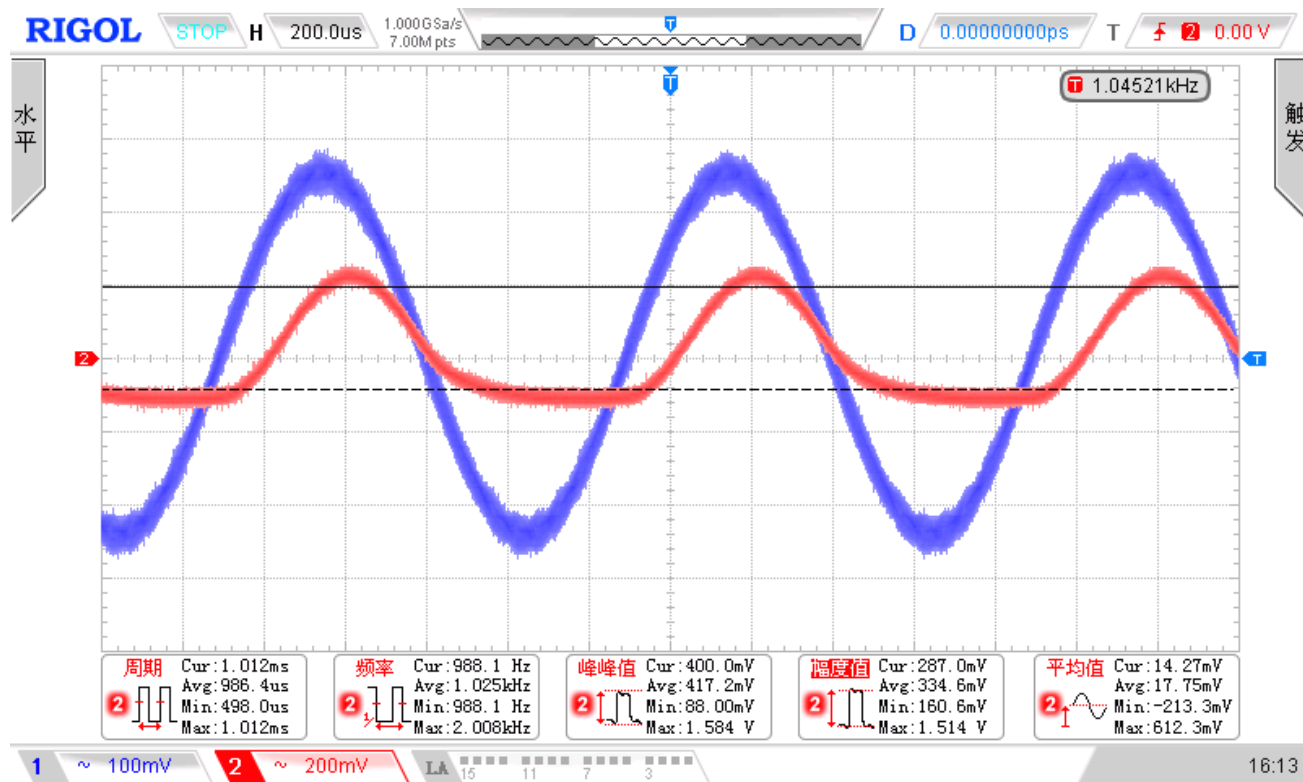 RIGOL STOP H 200.0us 1.000GSa/s 7.00M pts T D 0.00000000ps T 2 0.00 V
水平
触发
T
T 1.04521kHz
2
T
周期 Cur:1.012ms
Avg:986.4us
2
Min:498.0us
Max:1.012ms
频率 Cur:988.1 Hz
Avg:1.025kHz
2
Min:988.1 Hz
Max:2.008kHz
峰峰值 Cur:400.0mV
Avg:417.2mV
2
Min:88.00mV
Max:1.584 V
幅度值 Cur:287.0mV
Avg:334.6mV
2
Min:160.6mV
Max:1.514 V
平均值 Cur:14.27mV
Avg:17.75mV
2
Min:-213.3mV
Max:612.3mV
1 ~ 100mV 2 ~ 200mV LA 15 11 7 3 16:13